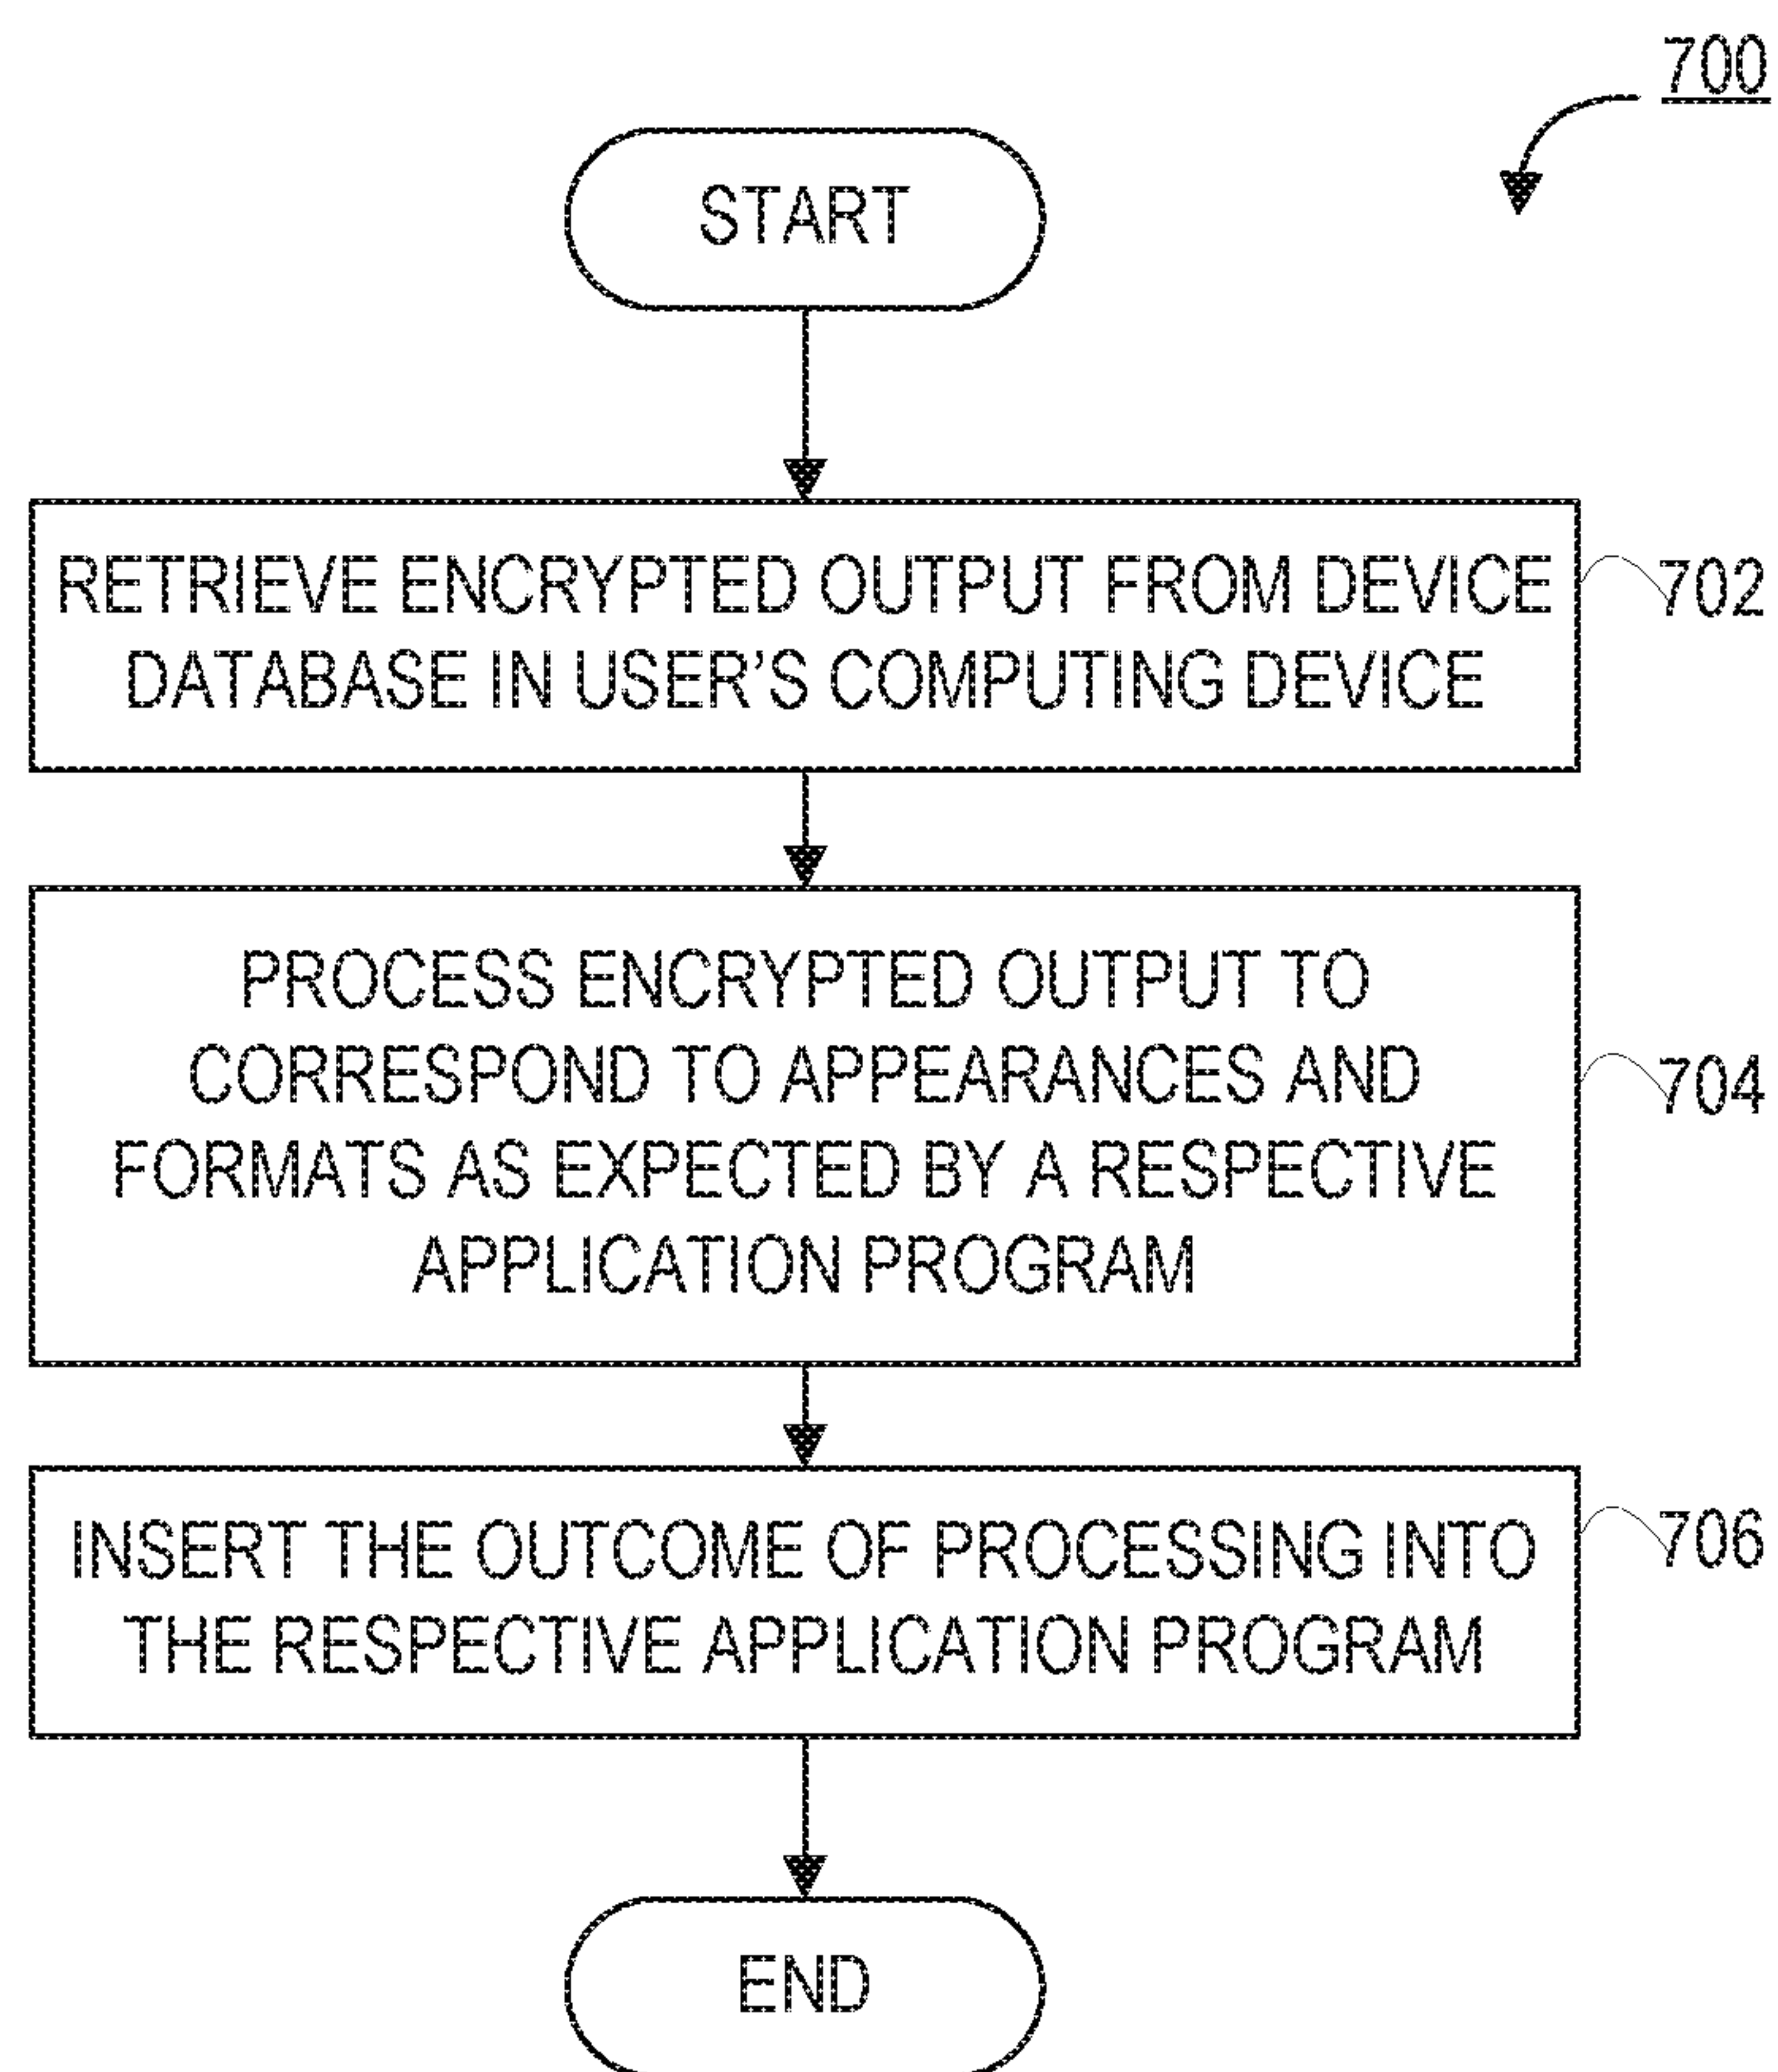 700
START
RETRIEVE ENCRYPTED OUTPUT FROM DEVICE
DATABASE IN USER’S COMPUTING DEVICE
702
PROCESS ENCRYPTED OUTPUT TO
CORRESPOND TO APPEARANCES AND
FORMATS AS EXPECTED BY A RESPECTIVE
APPLICATION PROGRAM
704
INSERT THE OUTCOME OF PROCESSING INTO
THE RESPECTIVE APPLICATION PROGRAM
706
END